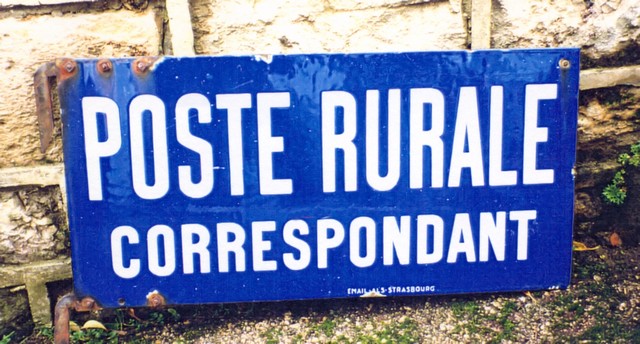 POSTE RURALE
CORRESPONDANT
EMAIL-ALS-STRASBOURG